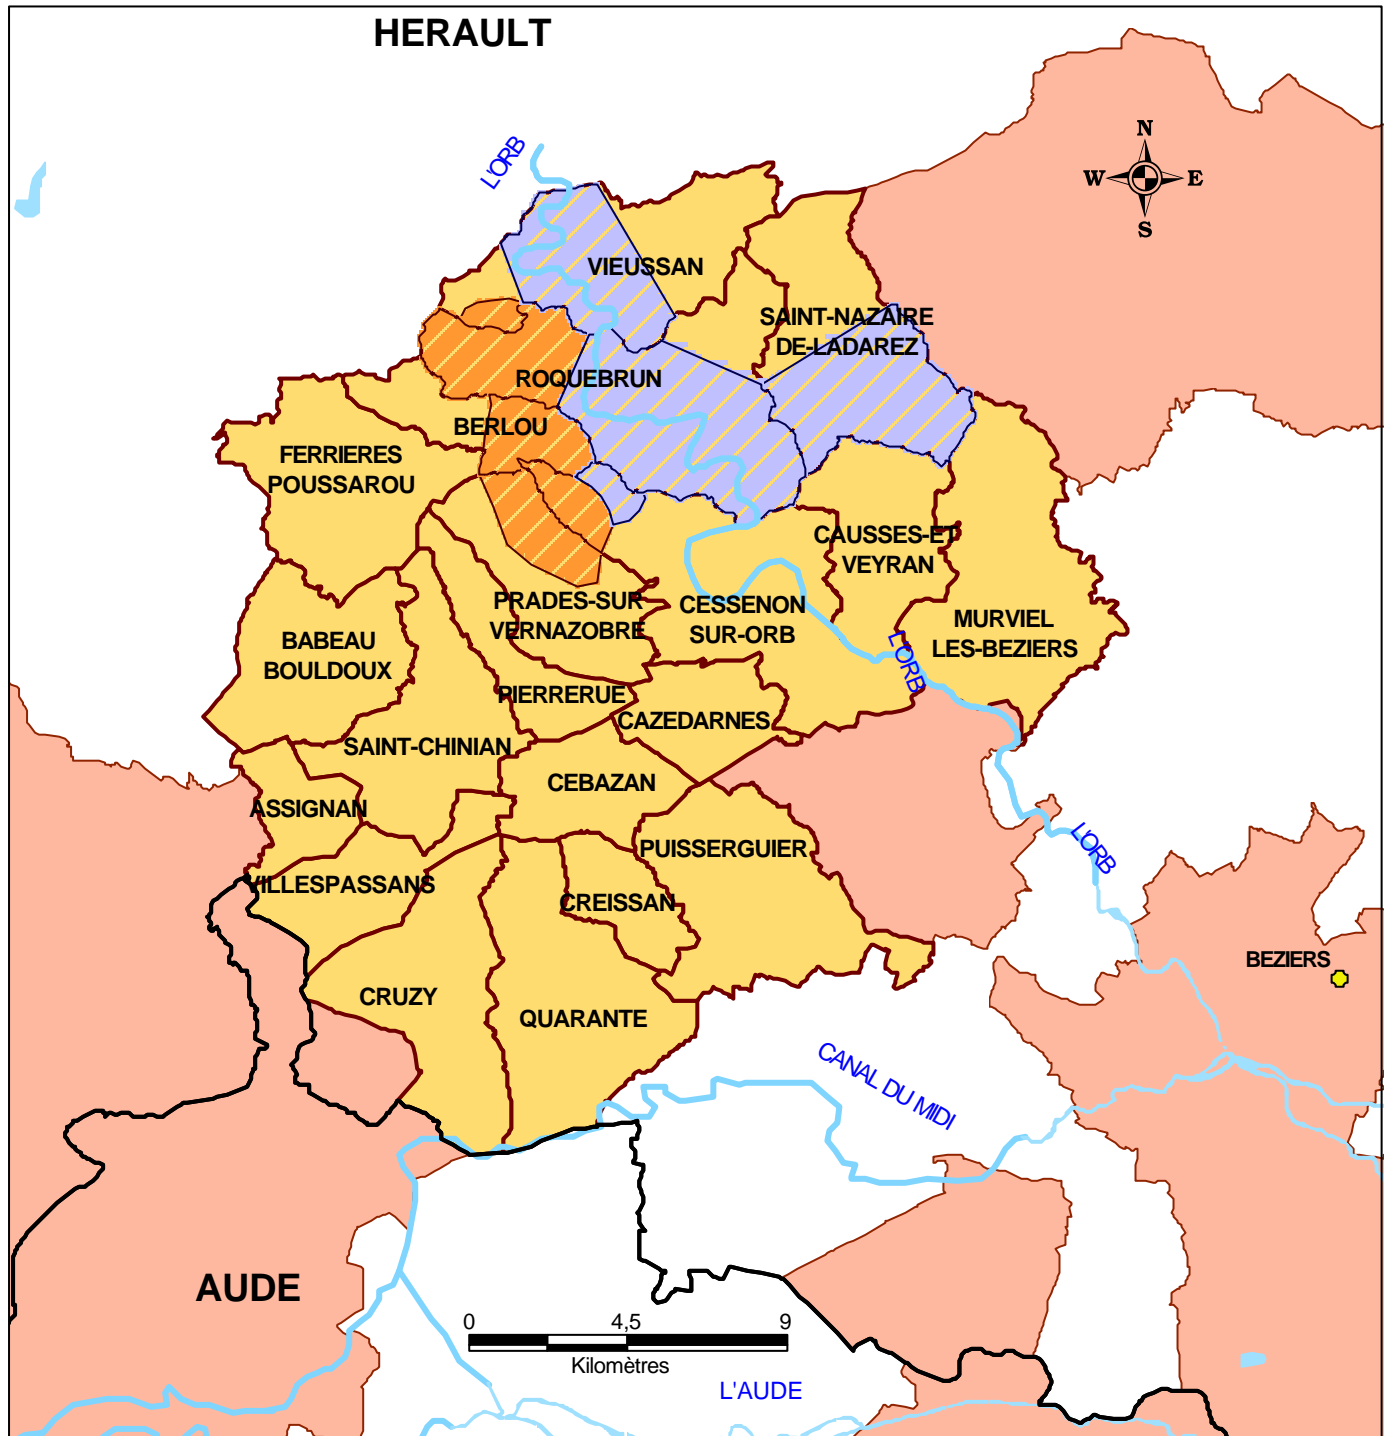 HERAULT
N
W E
S
L'ORB
VIEUSSAN
SAINT-NAZAIRE
DE-LADAREZ
ROQUEBRUN
BERLOU
FERRIERES
POUSSAROU
CAUSSES-ET
VEYRAN
PRADES-SUR
VERNAZOBRE
CESSENON
SUR-ORB
MURVIEL
LES-BEZIERS
BABEAU
BOULDOUX
L'ORB
PIERRERUE
CAZEDARNES
SAINT-CHINIAN
CEBAZAN
ASSIGNAN
L'ORB
PUISSERGUIER
VILLESPASSANS
CREISSAN
BEZIERS
CRUZY
QUARANTE
CANAL DU MIDI
AUDE
0 4,5 9
Kilomètres
L'AUDE